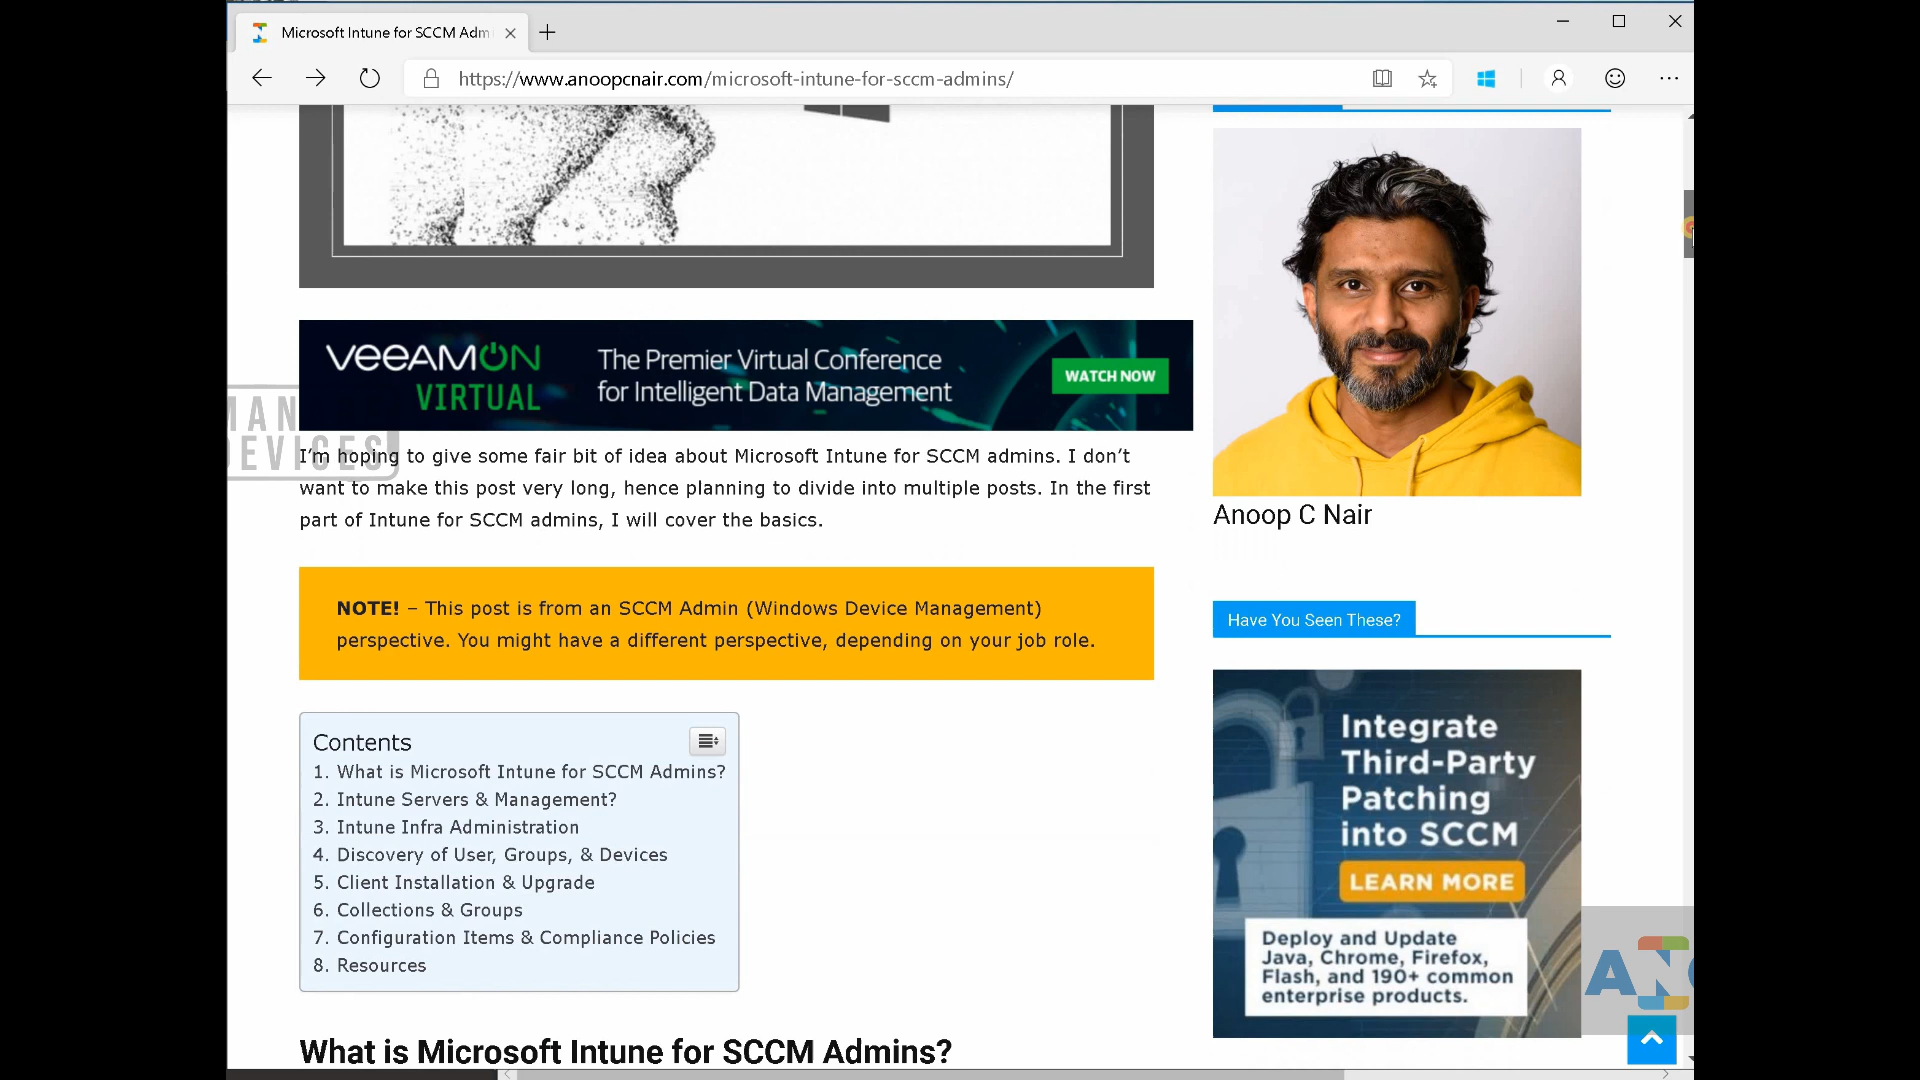 Microsoft Intune for SCCM Adm
https://www.anoopcnair.com/microsoft-intune-for-sccm-admins/
VEEAMON
VIRTUAL
The Premier Virtual Conference
for Intelligent Data Management
WATCH NOW
MAN
DEVICES
I’m hoping to give some fair bit of idea about Microsoft Intune for SCCM admins. I don’t
want to make this post very long, hence planning to divide into multiple posts. In the first
part of Intune for SCCM admins, I will cover the basics.
NOTE! – This post is from an SCCM Admin (Windows Device Management)
perspective. You might have a different perspective, depending on your job role.
Contents
1. What is Microsoft Intune for SCCM Admins?
2. Intune Servers & Management?
3. Intune Infra Administration
4. Discovery of User, Groups, & Devices
5. Client Installation & Upgrade
6. Collections & Groups
7. Configuration Items & Compliance Policies
8. Resources
What is Microsoft Intune for SCCM Admins?
Anoop C Nair
Have You Seen These?
Integrate
Third-Party
Patching
into SCCM
LEARN MORE
Deploy and Update
Java, Chrome, Firefox,
Flash, and 190+ common
enterprise products.